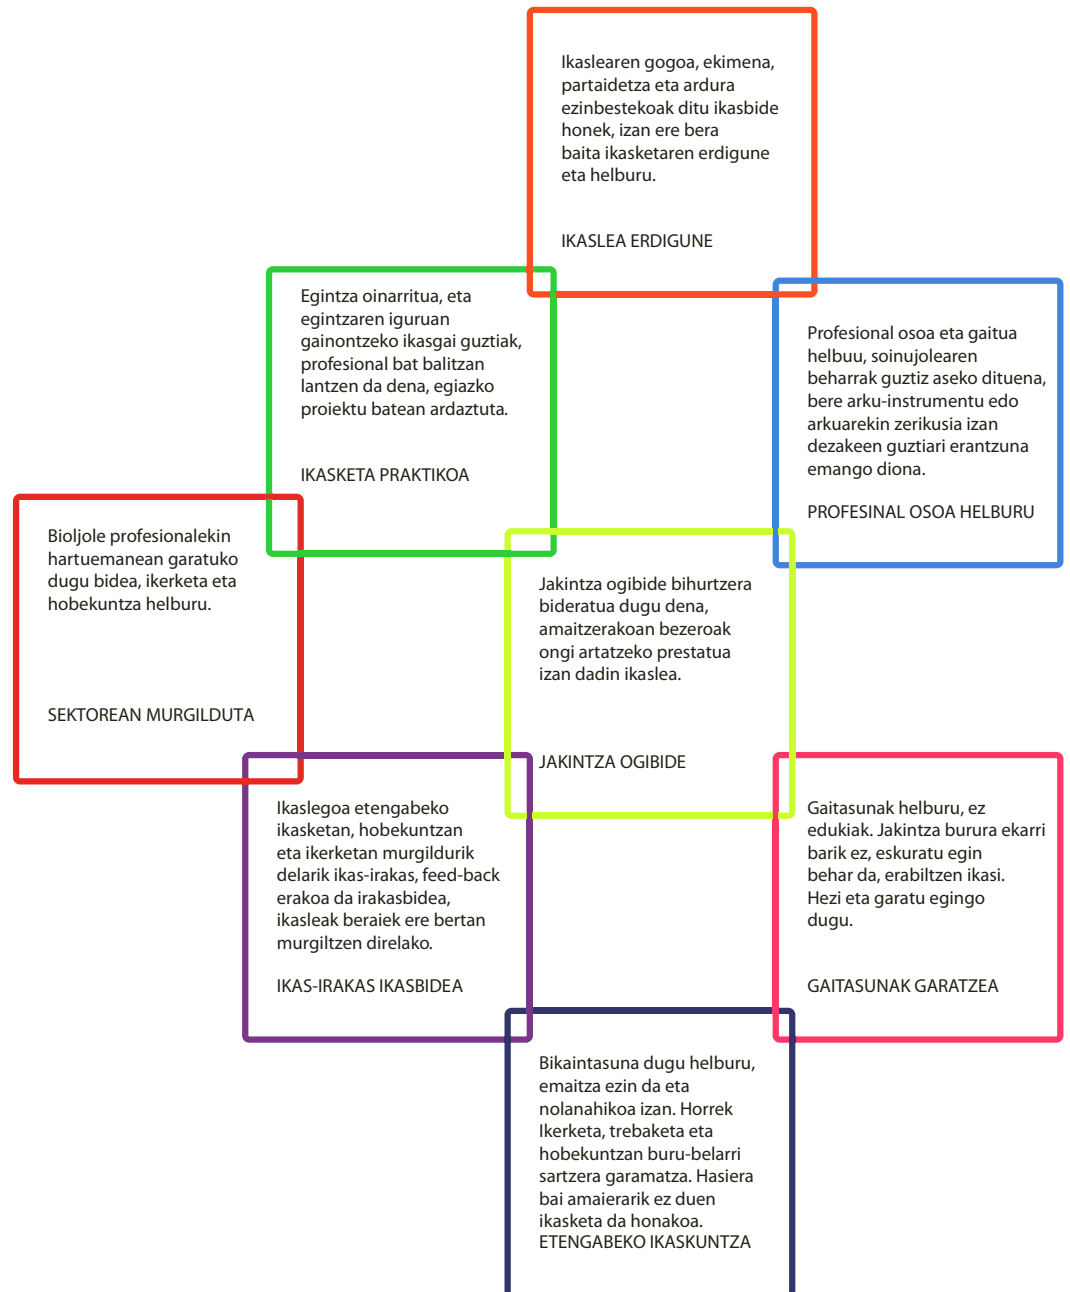 Ikaslearen gogoa, ekimena,
partaidetza eta ardura
ezinbestekoak ditu ikasbide
honek, izan ere bera
baita ikasketaren erdigune
eta helburu.
IKASLEA ERDIGUNE
Egintza oinarritua, eta
egintzaren iguruan
gainontzeko ikasgai guztiak,
profesional bat balitzan
lantzen da dena, egiazko
proiektu batean ardaztuta.
IKASKETA PRAKTIKOA
Profesional osoa eta gaitua
helbuu, soinujolearen
beharrak guztiz aseko dituena,
bere arku-instrumentu edo
arkuarekin zerikusia izan
dezakeen guztiari erantzuna
emango diona.
PROFESINAL OSOA HELBURU
Bioljole profesionalekin
hartuemanean garatuko
dugu bidea, ikerketa eta
hobekuntza helburu.
SEKTOREAN MURGILDUTA
Jakintza ogibide bihurtzera
bideratua dugu dena,
amaitzerakoan bezeroak
ongi artatzeko prestatua
izan dadin ikaslea.
JAKINTZA OGIBIDE
Ikaslegoa etengabeko
ikasketan, hobekuntzan
eta ikerketan murgildurik
delarik ikas-irakas, feed-back
erakoa da irakasbidea,
ikasleak beraiek ere bertan
murgiltzen direlako.
IKAS-IRAKAS IKASBIDEA
Gaitasunak helburu, ez
edukiak. Jakintza burura ekarri
barik ez, eskuratu egin
behar da, erabiltzen ikasi.
Hezi eta garatu egingo
dugu.
GAITASUNAK GARATZEA
Bikaintasuna dugu helburu,
emaitza ezin da eta
nolanahikoa izan. Horrek
Ikerketa, trebaketa eta
hobekuntzan buru-belarri
sartzera garamatza. Hasiera
bai amaierarik ez duen
ikasketa da honakoa.
ETENGABEKO IKASKUNTZA